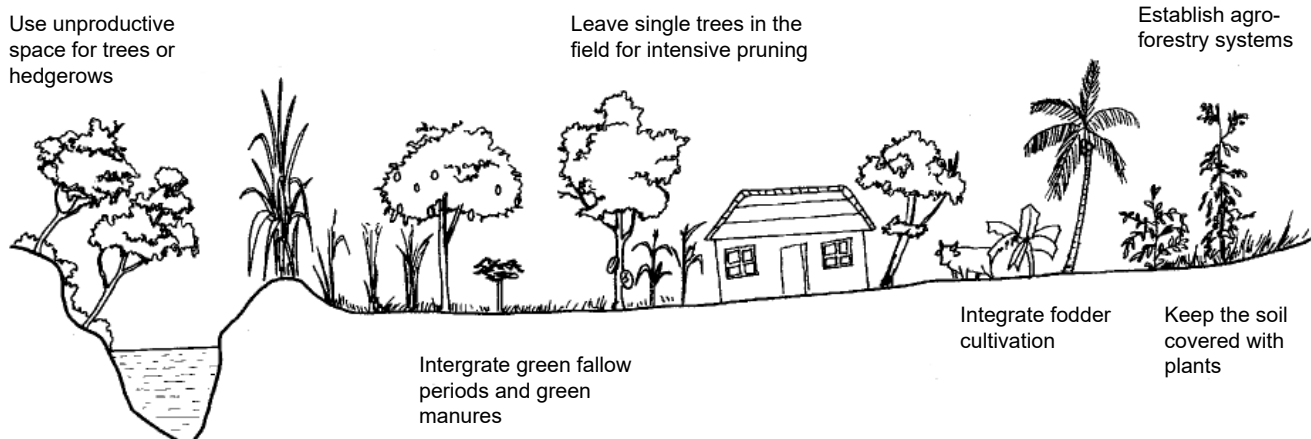 Use unproductive
space for trees or
hedgerows
Leave single trees in the
field for intensive pruning
Establish agro-
forestry systems
Intergrate green fallow
periods and green
manures
Integrate fodder
cultivation
Keep the soil
covered with
plants